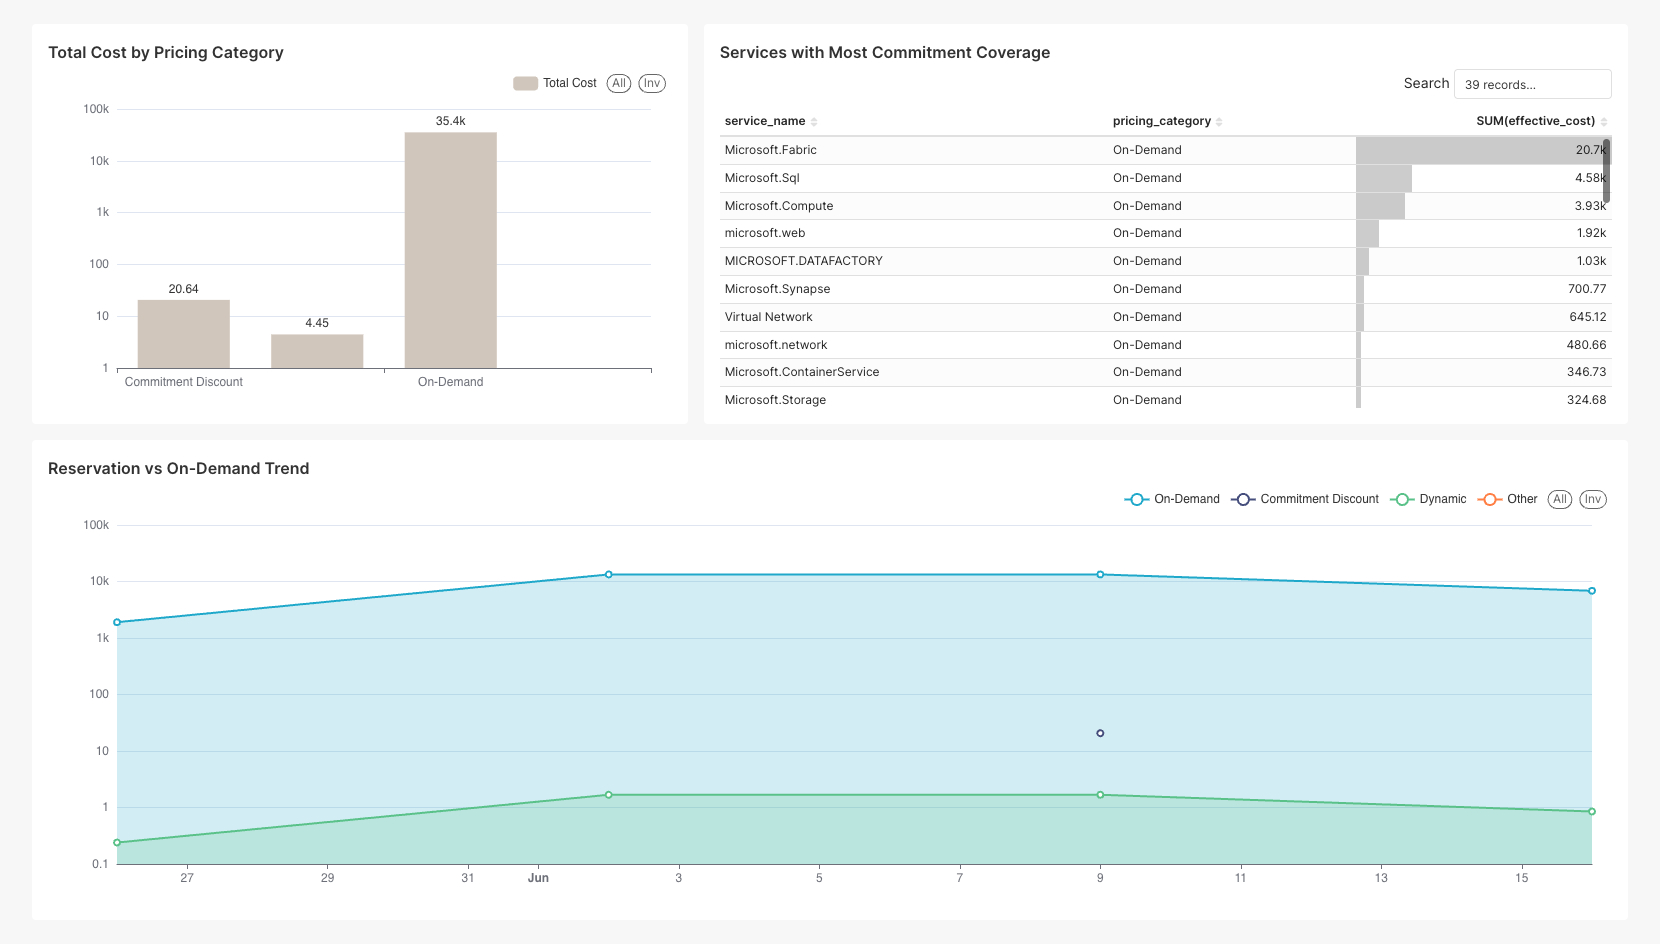 Total Cost by Pricing Category
Total Cost All Inv
100k
10k
1k
100
10
1
20.64
4.45
35.4k
Commitment Discount
On-Demand
Services with Most Commitment Coverage
Search 39 records...
service_name pricing_category SUM(effective_cost)
Microsoft.Fabric On-Demand 20.7k
Microsoft.Sql On-Demand 4.58k
Microsoft.Compute On-Demand 3.93k
microsoft.web On-Demand 1.92k
MICROSOFT.DATAFACTORY On-Demand 1.03k
Microsoft.Synapse On-Demand 700.77
Virtual Network On-Demand 645.12
microsoft.network On-Demand 480.66
Microsoft.ContainerService On-Demand 346.73
Microsoft.Storage On-Demand 324.68
Reservation vs On-Demand Trend
On-Demand Commitment Discount Dynamic Other All Inv
100k
10k
1k
100
10
1
0.1
27 29 31 Jun 3 5 7 9 11 13 15